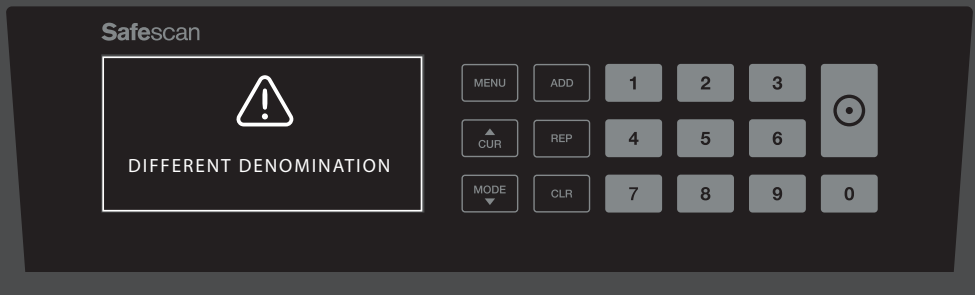 Safescan
DIFFERENT DENOMINATION
MENU ADD 1 2 3
CUR REP 4 5 6
MODE CLR 7 8 9 0